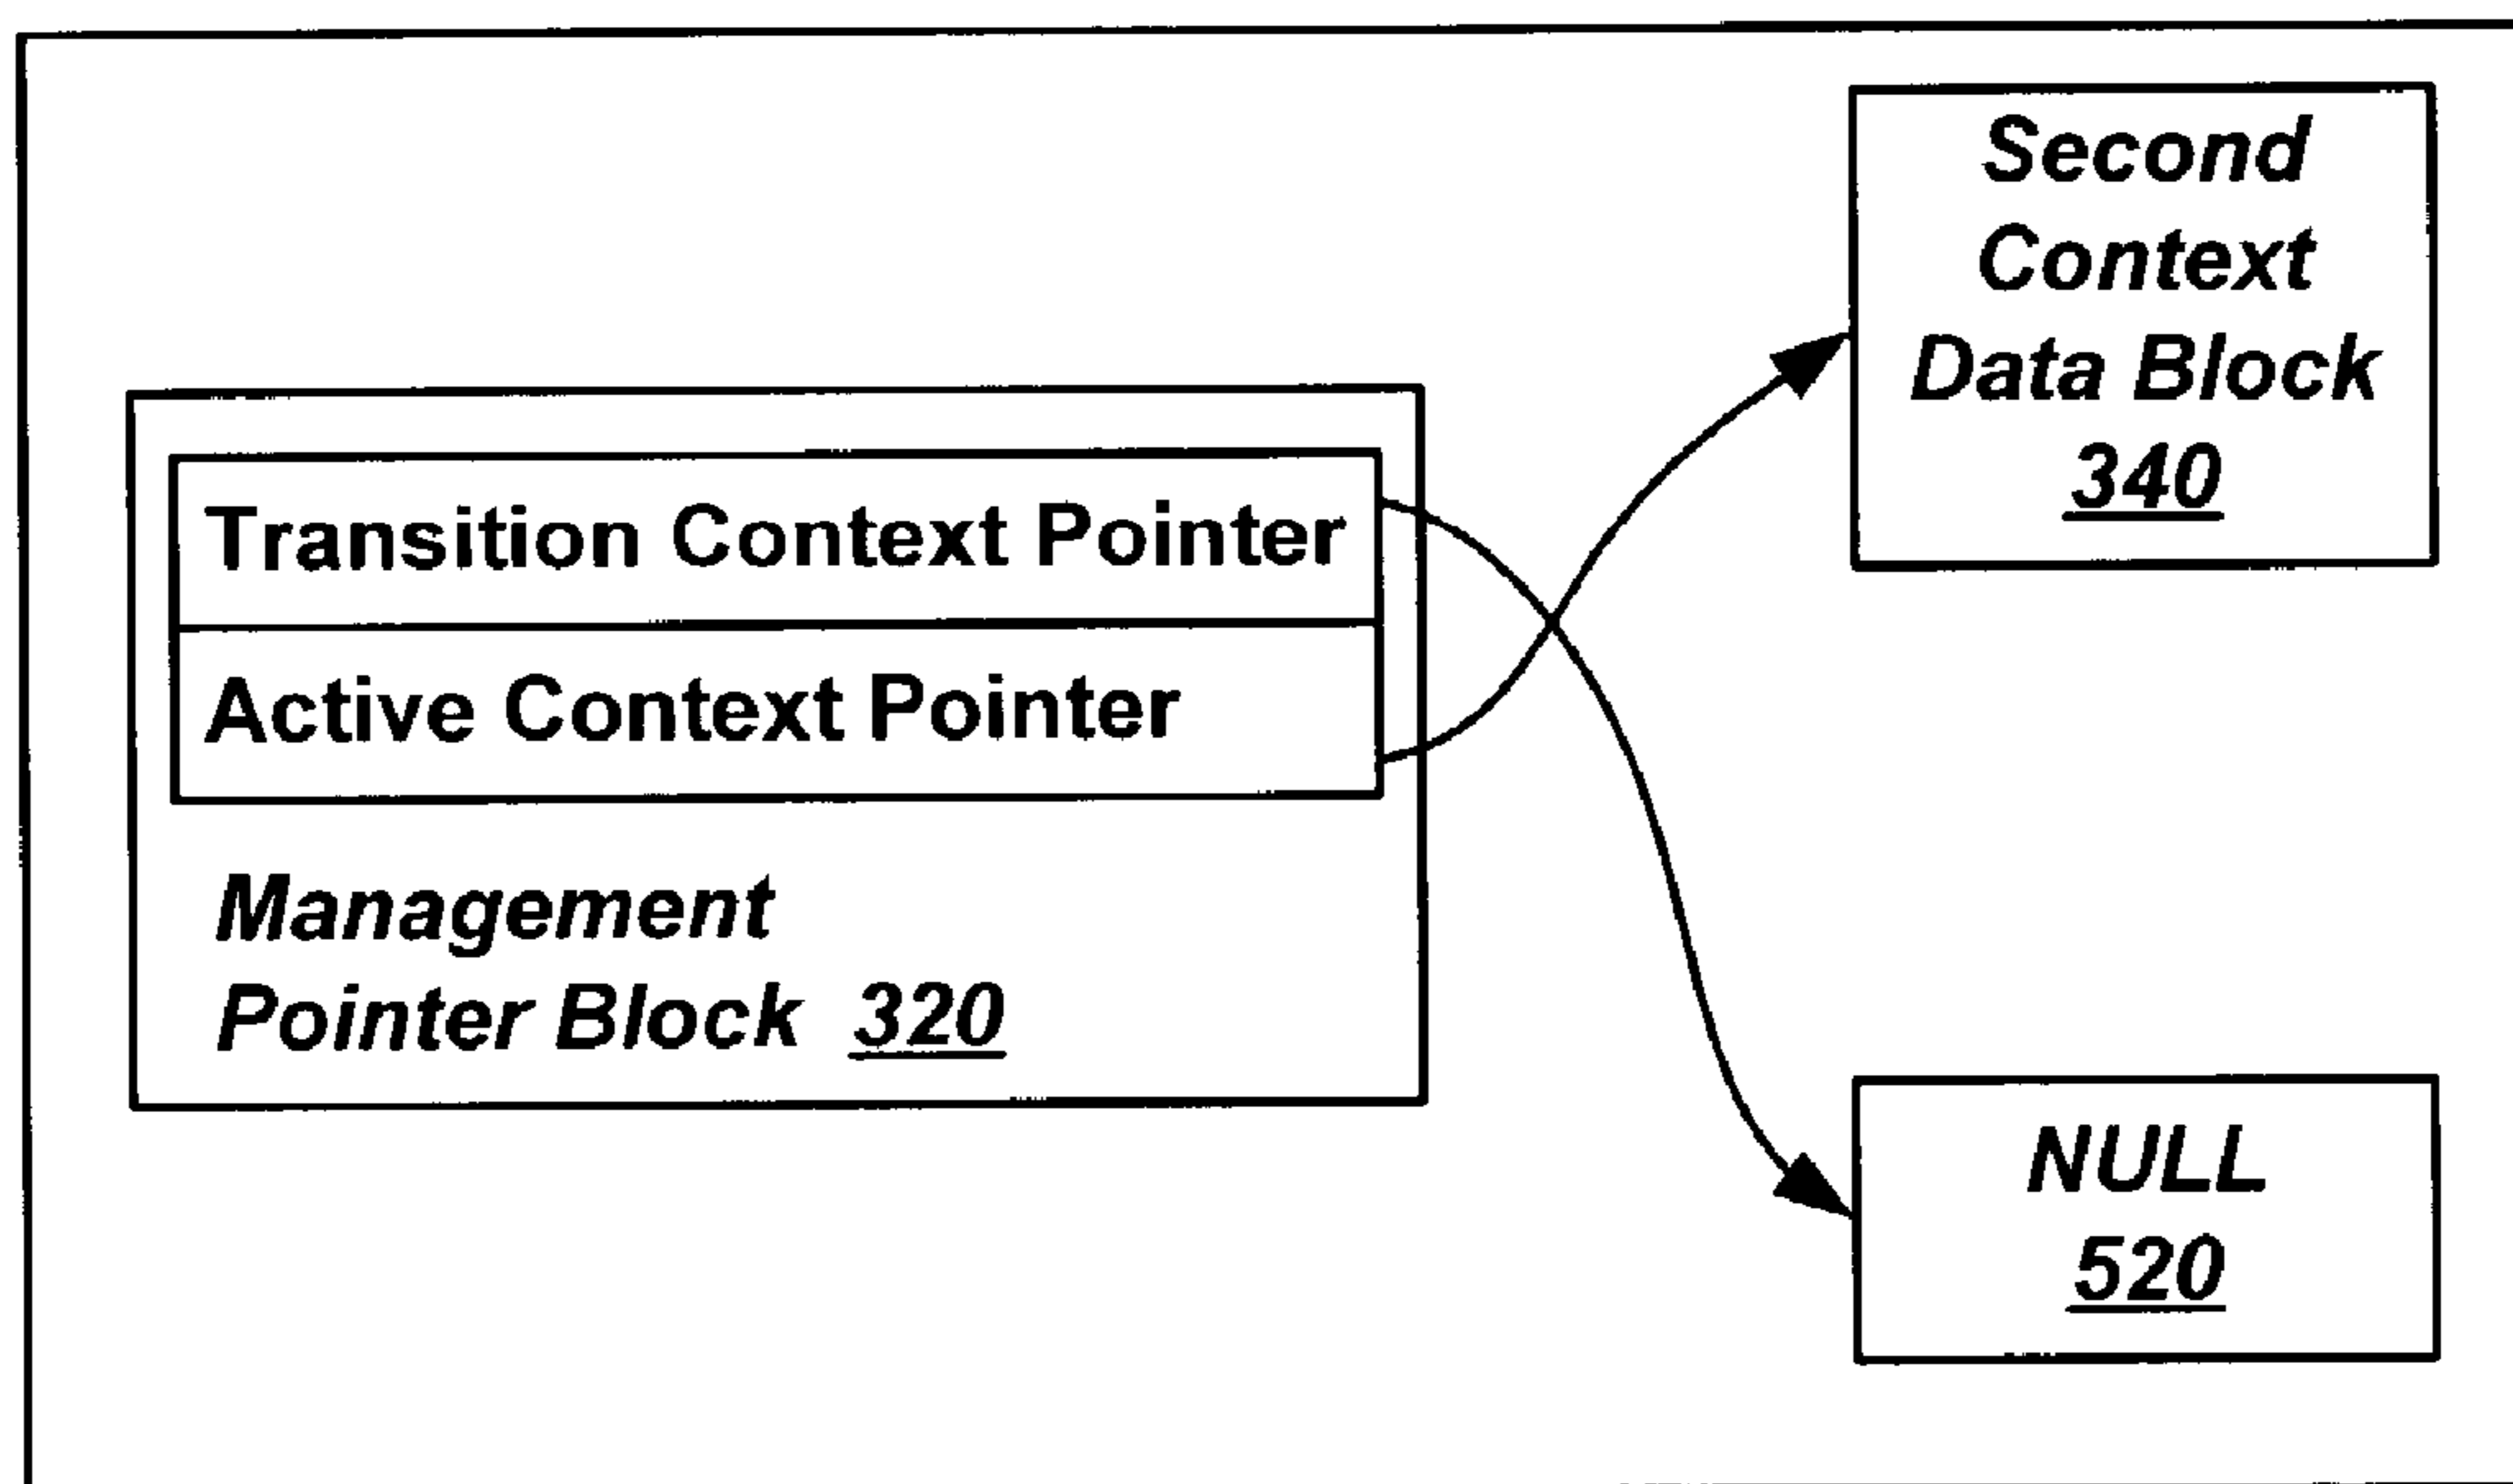 Second
Context
Data Block
340
Transition Context Pointer
Active Context Pointer
Management
Pointer Block 320
NULL
520